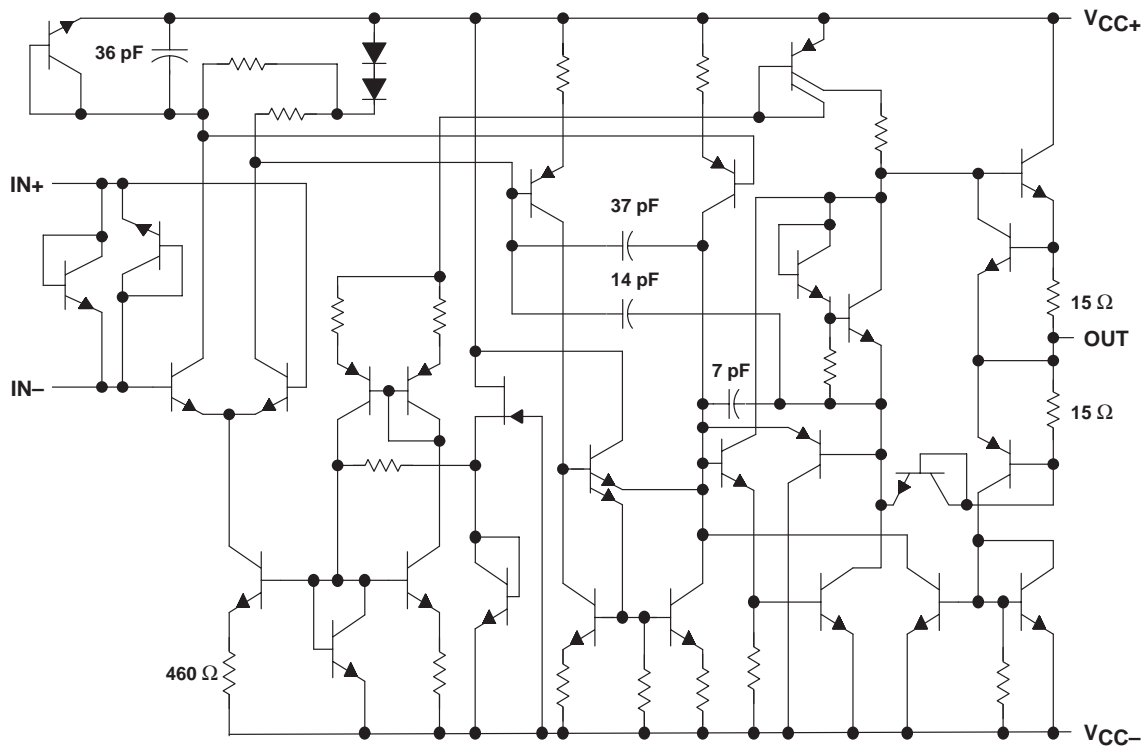 VCC+
36 pF
IN+
37 pF
14 pF
15 Ω
OUT
IN–
7 pF
15 Ω
460 Ω
VCC–